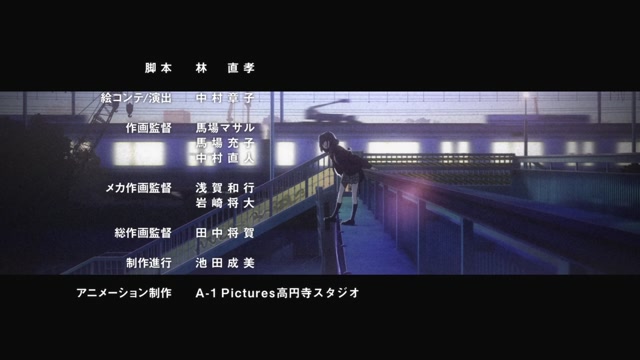 脚本 林 直孝
絵コンテ/演出 中村章子
作画監督 馬場マサル
馬場充子
中村直人
メカ作画監督 浅賀和行
岩崎将大
総作画監督 田中将賀
制作進行 池田成美
アニメーション制作 A-1 Pictures高円寺スタジオ